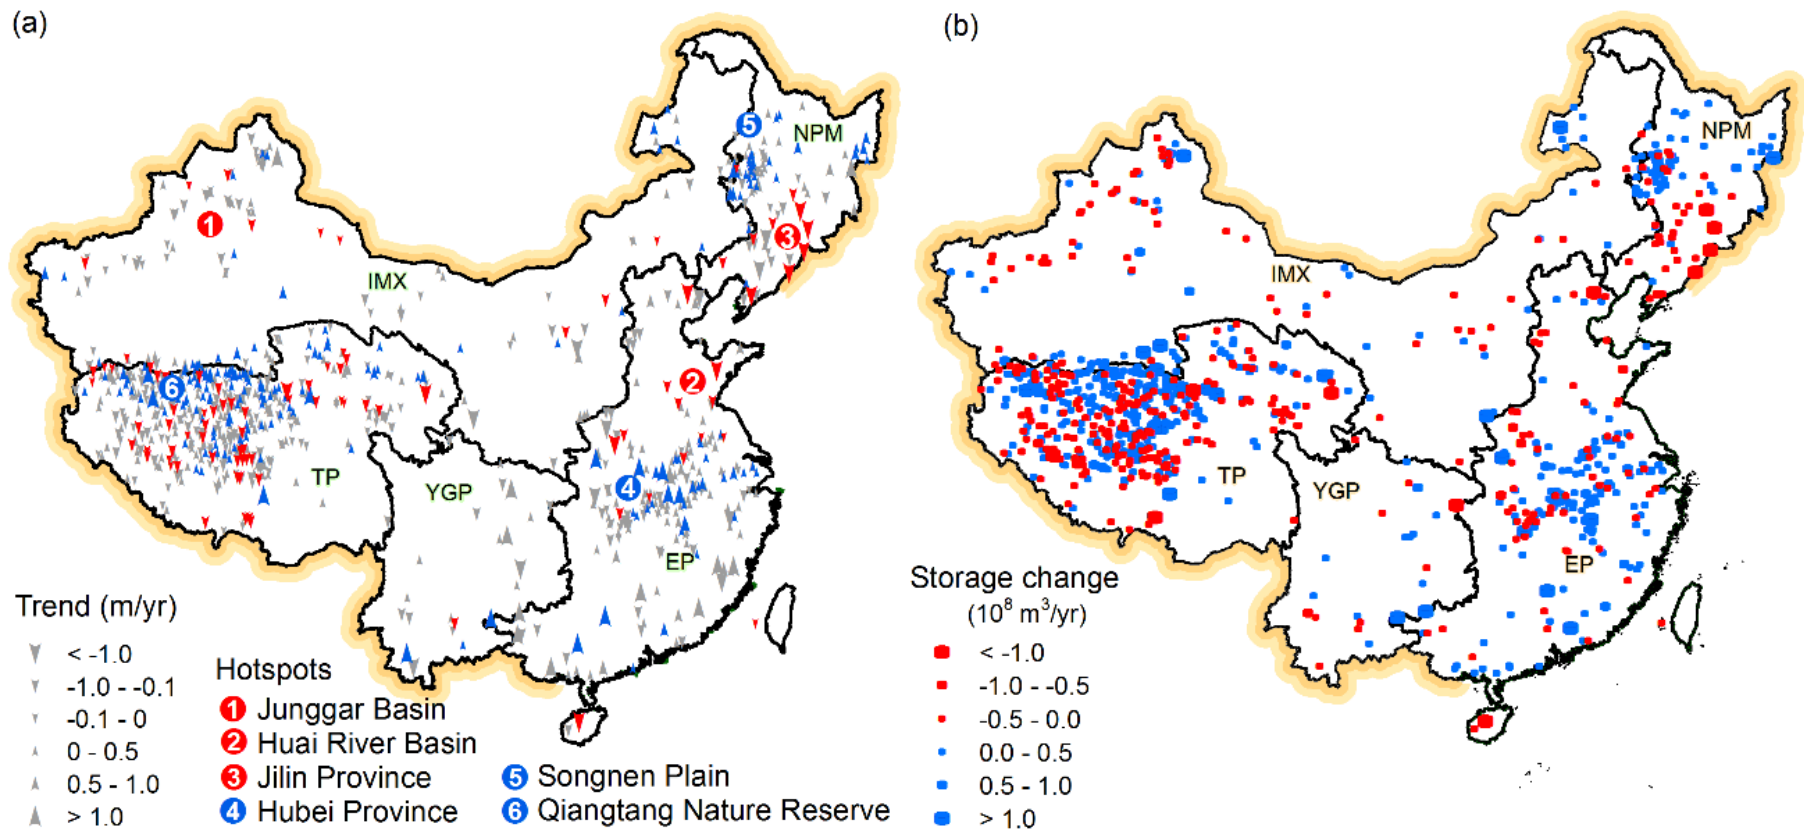 (a)
5
NPM
1
3
IMX
2
6
TP
YGP
4
EP
Trend (m/yr)
< -1.0
-1.0 - -0.1
-0.1 - 0
0 - 0.5
0.5 - 1.0
> 1.0
Hotspots
1 Junggar Basin
2 Huai River Basin
3 Jilin Province
4 Hubei Province
5 Songnen Plain
6 Qiangtang Nature Reserve
(b)
NPM
IMX
TP
YGP
EP
Storage change
(10⁸ m³/yr)
< -1.0
-1.0 - -0.5
-0.5 - 0.0
0.0 - 0.5
0.5 - 1.0
> 1.0